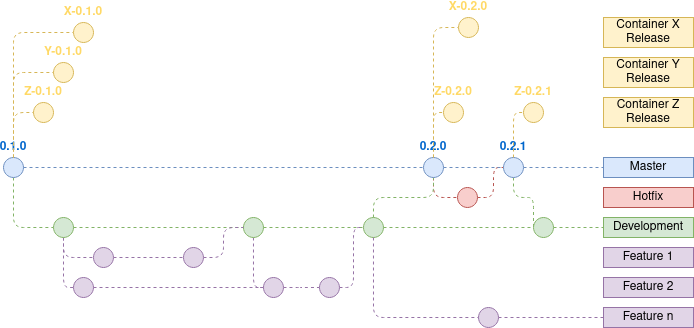 X-0.1.0
X-0.2.0
Container X
Release
Y-0.1.0
Container Y
Release
Z-0.1.0
Z-0.2.0
Z-0.2.1
Container Z
Release
0.1.0
0.2.0
0.2.1
Master
Hotfix
Development
Feature 1
Feature 2
Feature n